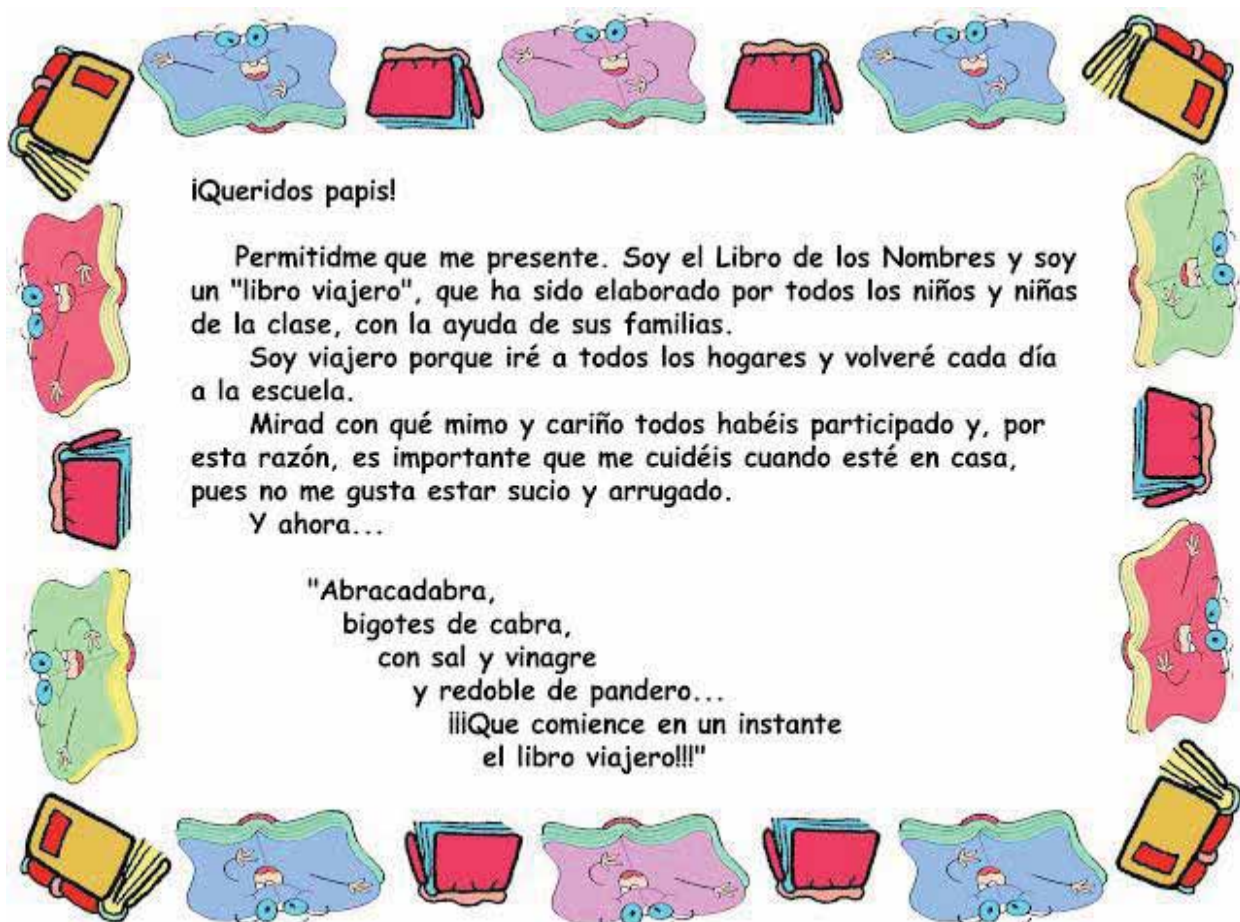 ¡Queridos papis!
Permitidme que me presente. Soy el Libro de los Nombres y soy
un "libro viajero", que ha sido elaborado por todos los niños y niñas
de la clase, con la ayuda de sus familias.
Soy viajero porque iré a todos los hogares y volveré cada día
a la escuela.
Mirad con qué mimo y cariño todos habéis participado y, por
esta razón, es importante que me cuidéis cuando esté en casa,
pues no me gusta estar sucio y arrugado.
Y ahora...
"Abracadabra,
bigotes de cabra,
con sal y vinagre
y redoble de pandero...
¡¡¡Que comience en un instante
el libro viajero!!!"